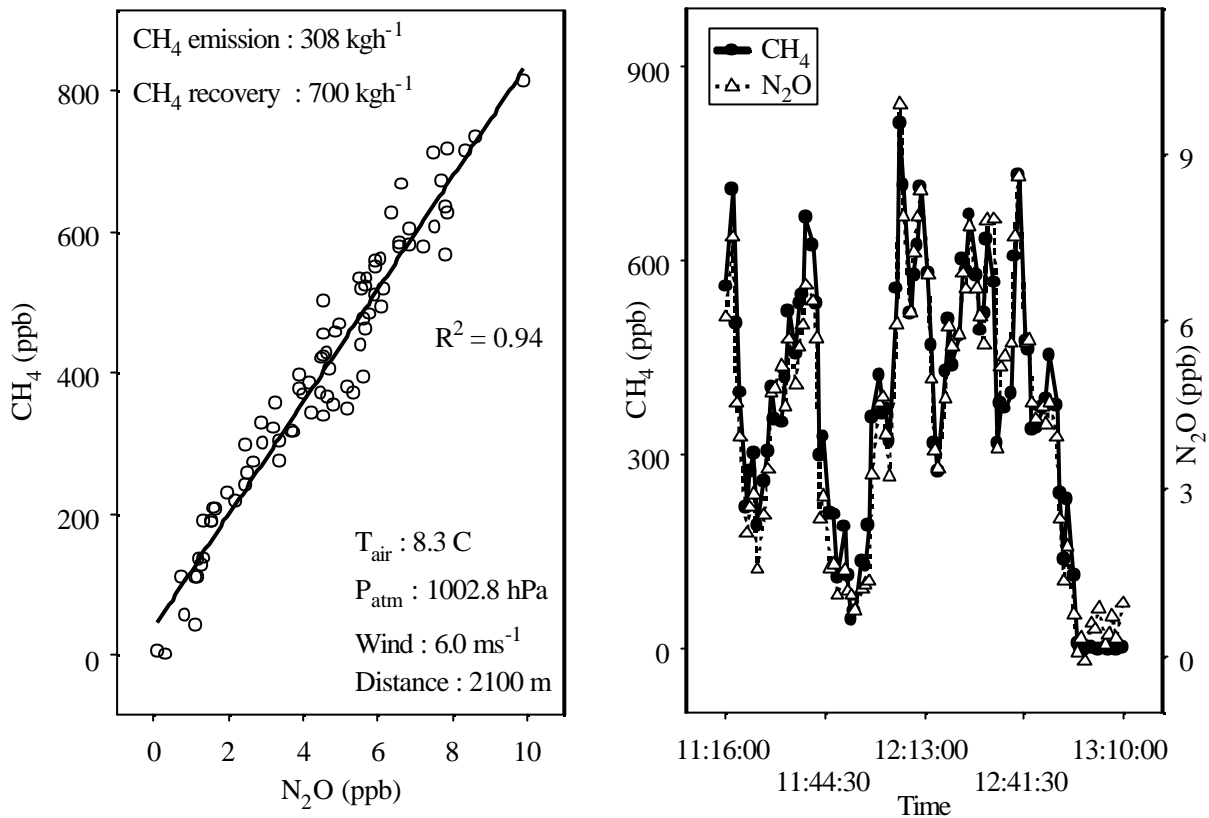 CH₄ emission : 308 kgh⁻¹
CH₄ recovery : 700 kgh⁻¹
800
600
400
200
0
CH₄ (ppb)
R² = 0.94
T_air : 8.3 C
P_atm : 1002.8 hPa
Wind : 6.0 ms⁻¹
Distance : 2100 m
0 2 4 6 8 10
N₂O (ppb)
CH₄
N₂O
900
600
300
0
CH₄ (ppb)
9
6
3
0
N₂O (ppb)
11:16:00 12:13:00 13:10:00
11:44:30 12:41:30
Time